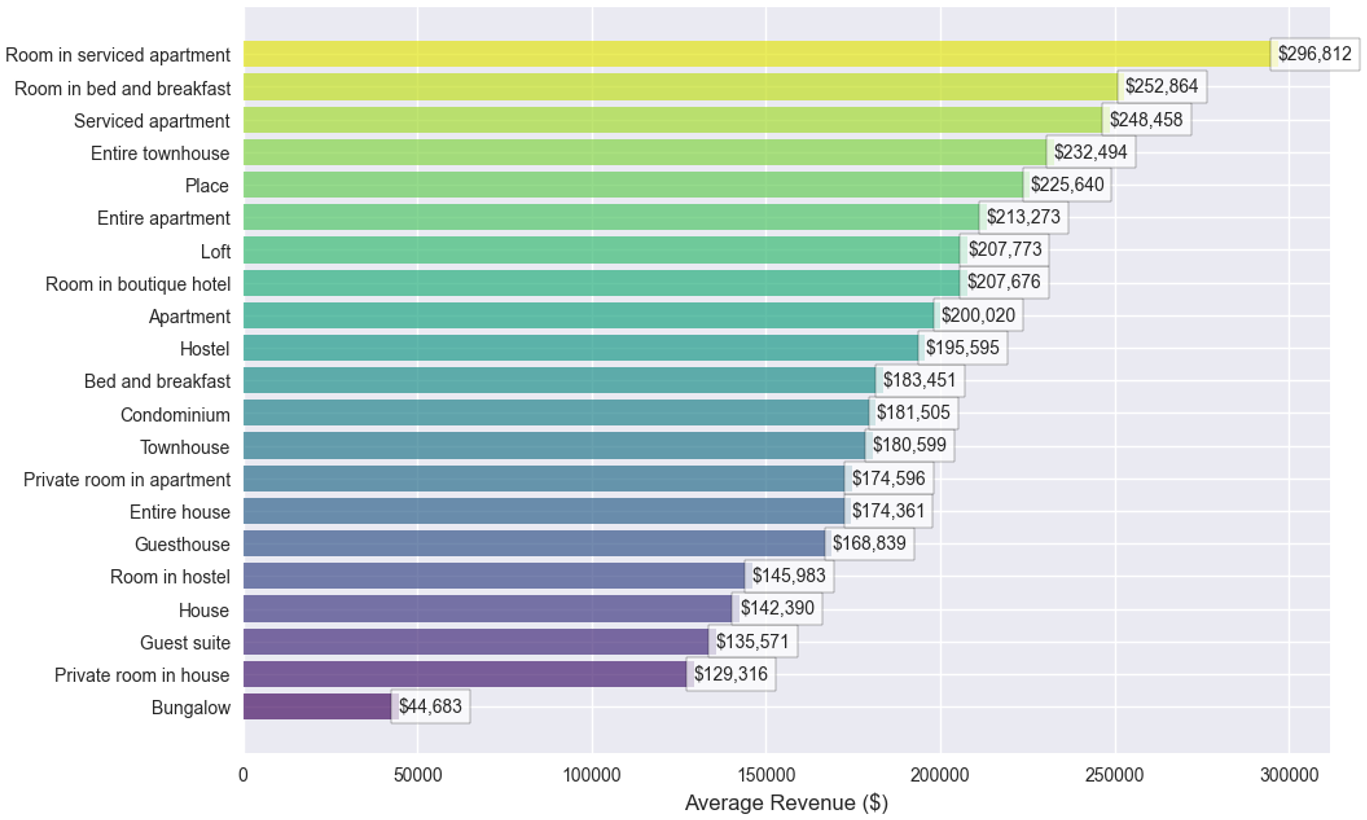 Room in serviced apartment $296,812
Room in bed and breakfast $252,864
Serviced apartment $248,458
Entire townhouse $232,494
Place $225,640
Entire apartment $213,273
Loft $207,773
Room in boutique hotel $207,676
Apartment $200,020
Hostel $195,595
Bed and breakfast $183,451
Condominium $181,505
Townhouse $180,599
Private room in apartment $174,596
Entire house $174,361
Guesthouse $168,839
Room in hostel $145,983
House $142,390
Guest suite $135,571
Private room in house $129,316
Bungalow $44,683
0 50000 100000 150000 200000 250000 300000
Average Revenue ($)